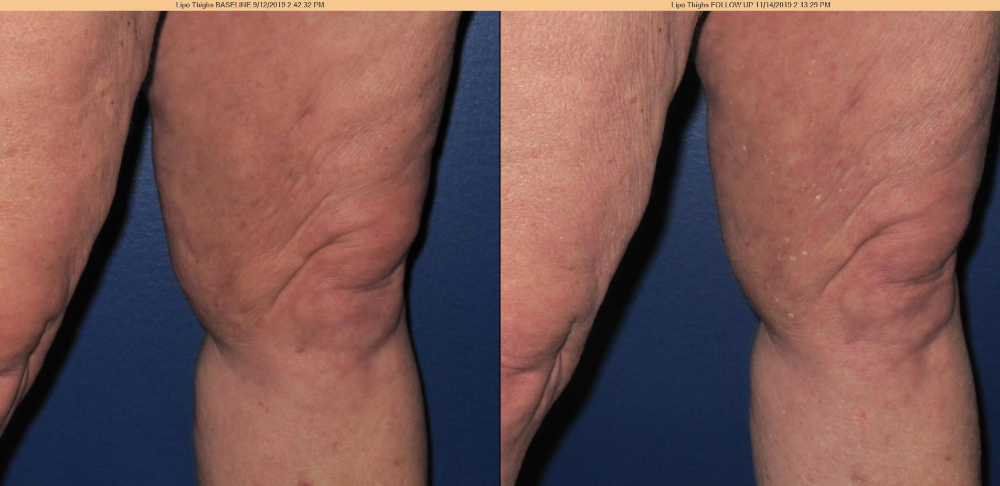 Lipo Thighs BASELINE 9/12/2019 2:42:32 PM
Lipo Thighs FOLLOW UP 11/14/2019 2:13:29 PM